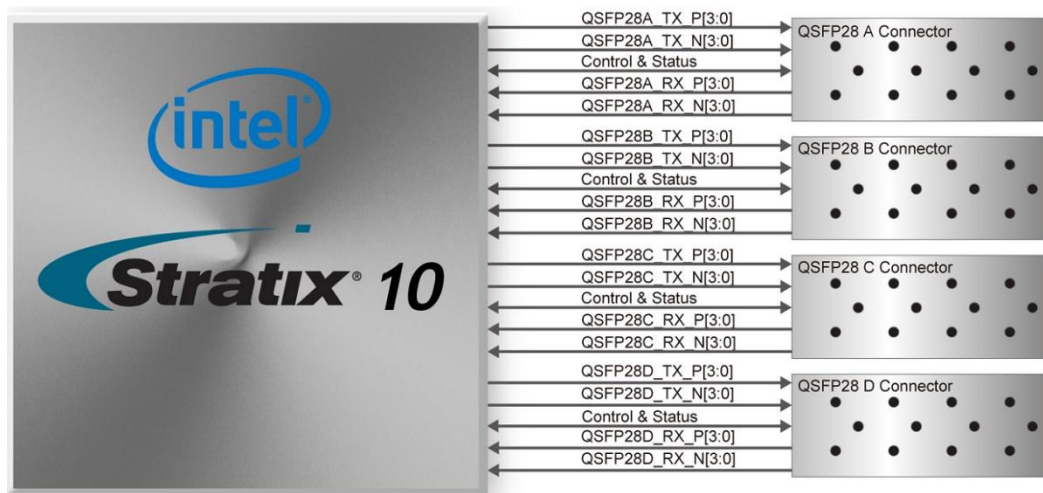 intel®
Stratix® 10
QSFP28A_TX_P[3:0]
QSFP28A_TX_N[3:0]
Control & Status
QSFP28A_RX_P[3:0]
QSFP28A_RX_N[3:0]
QSFP28 A Connector
QSFP28B_TX_P[3:0]
QSFP28B_TX_N[3:0]
Control & Status
QSFP28B_RX_P[3:0]
QSFP28B_RX_N[3:0]
QSFP28 B Connector
QSFP28C_TX_P[3:0]
QSFP28C_TX_N[3:0]
Control & Status
QSFP28C_RX_P[3:0]
QSFP28C_RX_N[3:0]
QSFP28 C Connector
QSFP28D_TX_P[3:0]
QSFP28D_TX_N[3:0]
Control & Status
QSFP28D_RX_P[3:0]
QSFP28D_RX_N[3:0]
QSFP28 D Connector